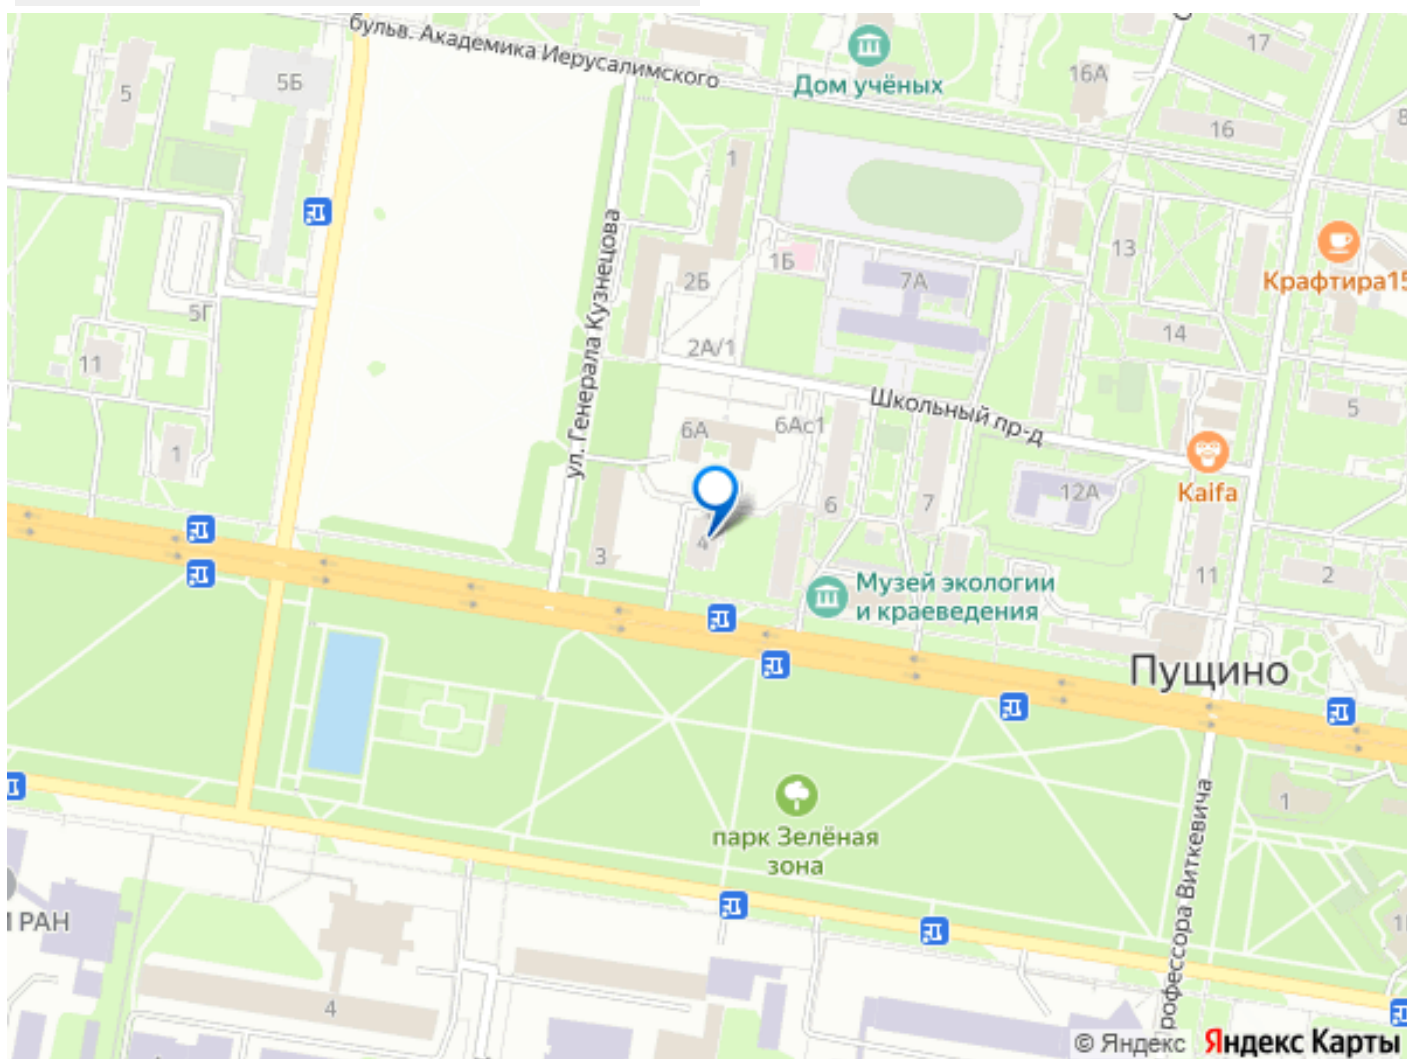 бульв. Академика Иерусалимского
17
Дом учёных
16А
5
5Б
16
8
1
ул. Генерала Кузнецова
13
1Б
2Б
7А
Крафтира15
5Г
14
2А/1
11
Школьный пр-д
5
6А
6Ас1
1
12А
Kaifa
6
7
4
3
11
2
Музей экологии
и краеведения
Пущино
парк Зелёная
зона
1
рофессора Виткевича
РАН
4
© Яндекс
Яндекс Карты